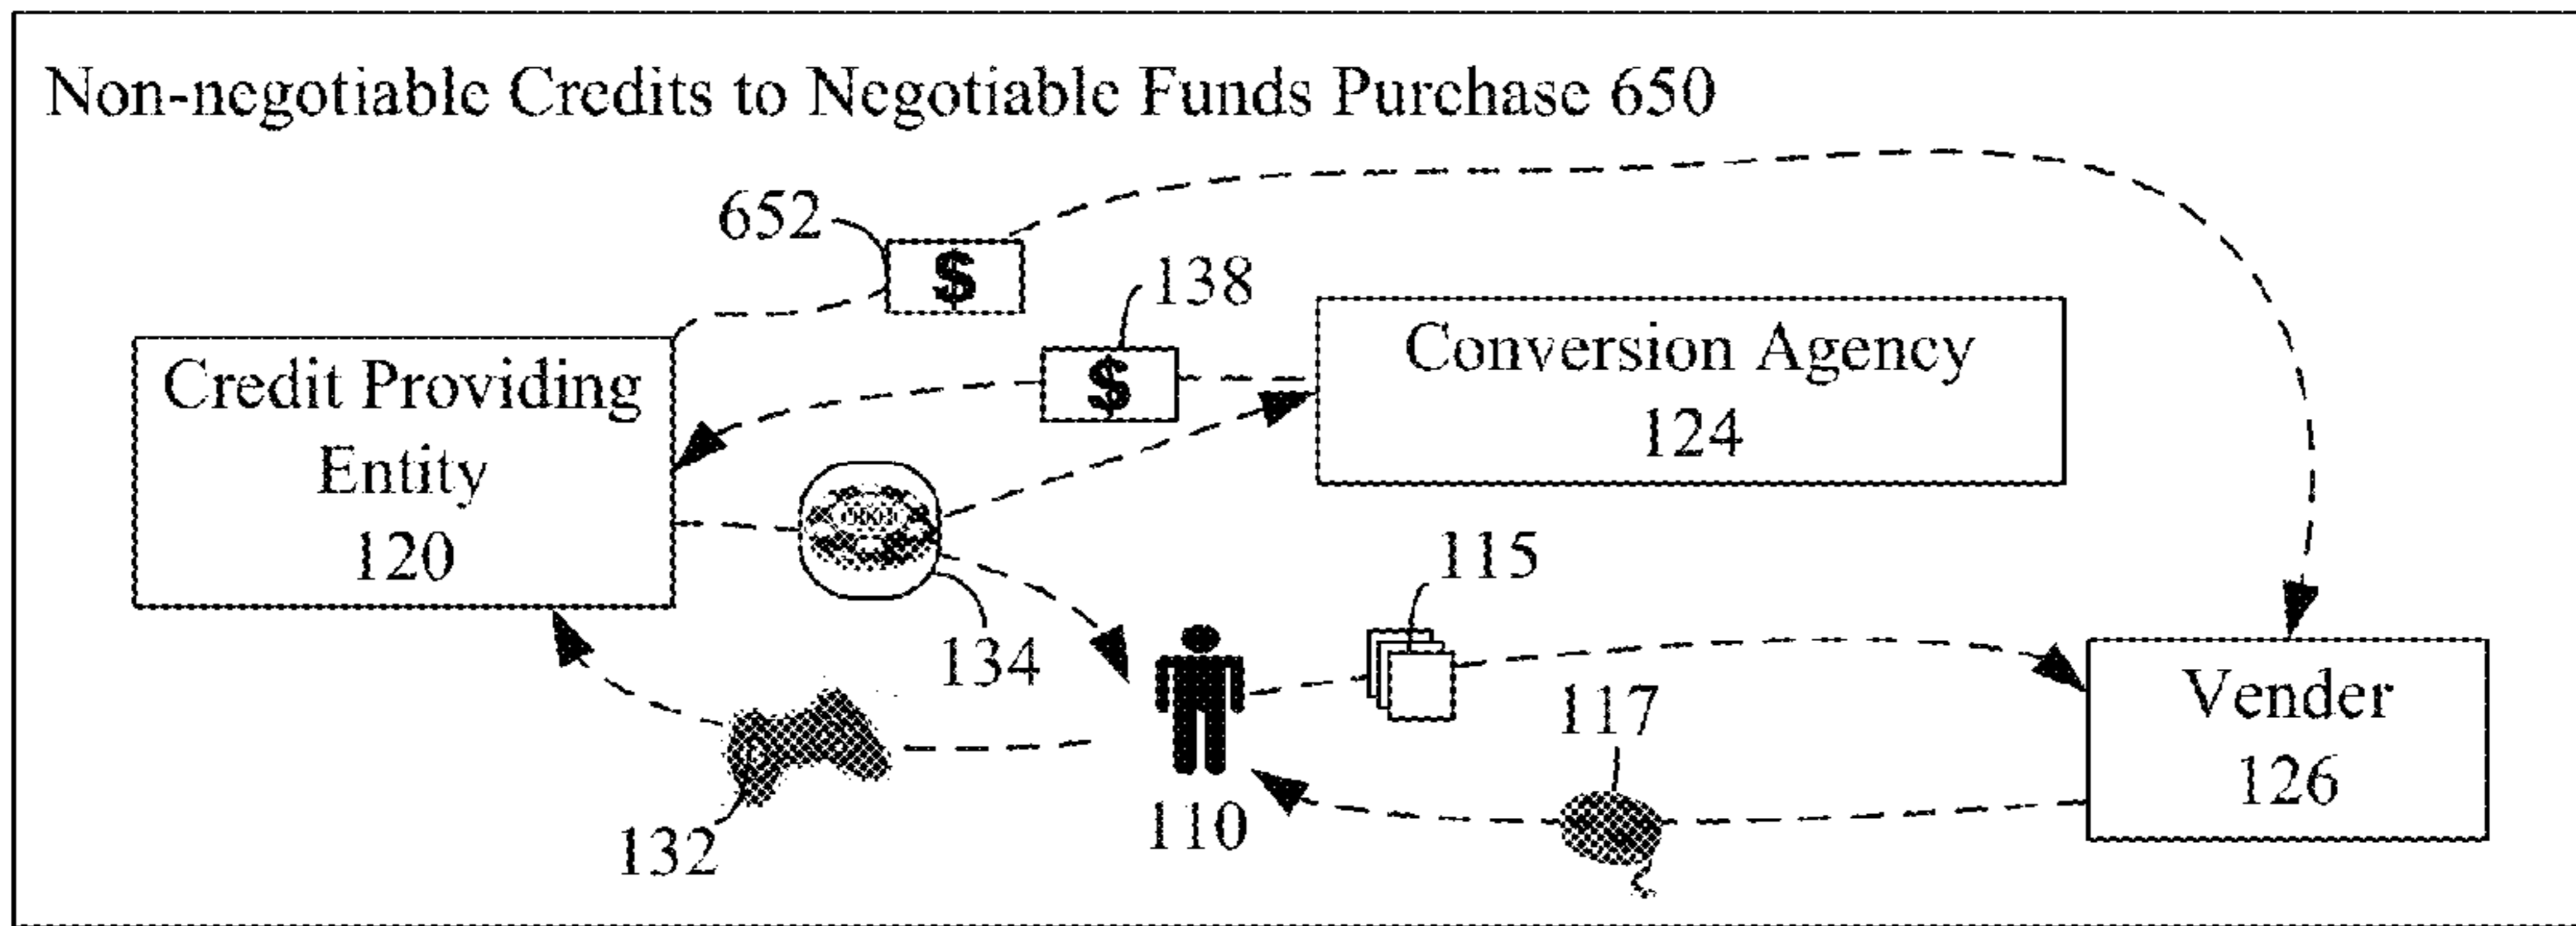 Non-negotiable Credits to Negotiable Funds Purchase 650
652
$
138
$
Conversion Agency
124
Credit Providing
Entity
120
134
115
117
Vender
126
110
132